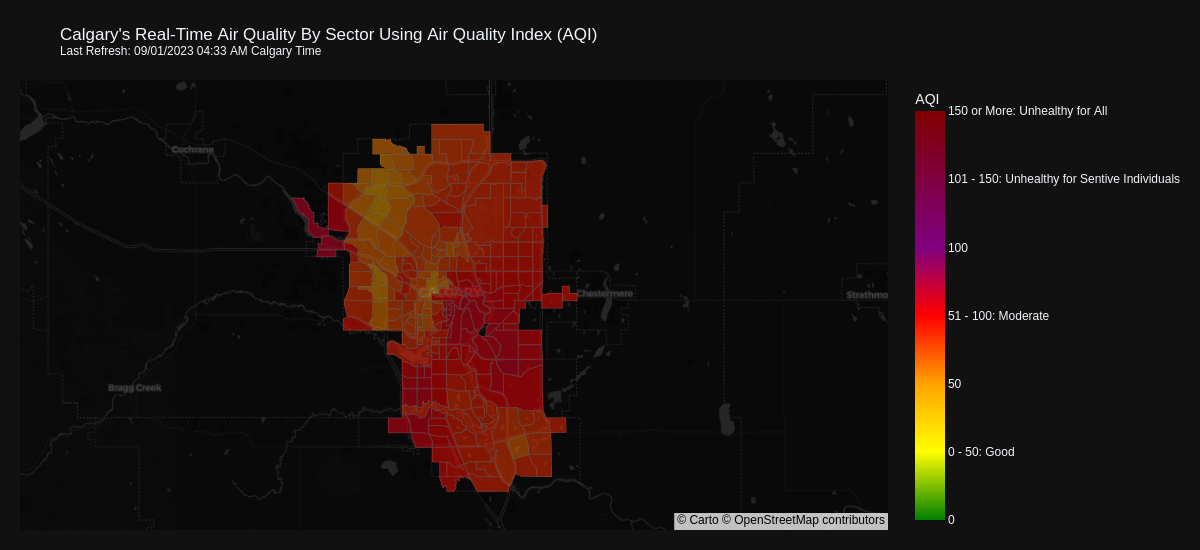 Calgary's Real-Time Air Quality By Sector Using Air Quality Index (AQI)
Last Refresh: 09/01/2023 04:33 AM Calgary Time
AQI
150 or More: Unhealthy for All
Cochrane
101 - 150: Unhealthy for Sentive Individuals
100
CALGARY
Chestermere
Strathmo
51 - 100: Moderate
50
Bragg Creek
0 - 50: Good
0
© Carto © OpenStreetMap contributors